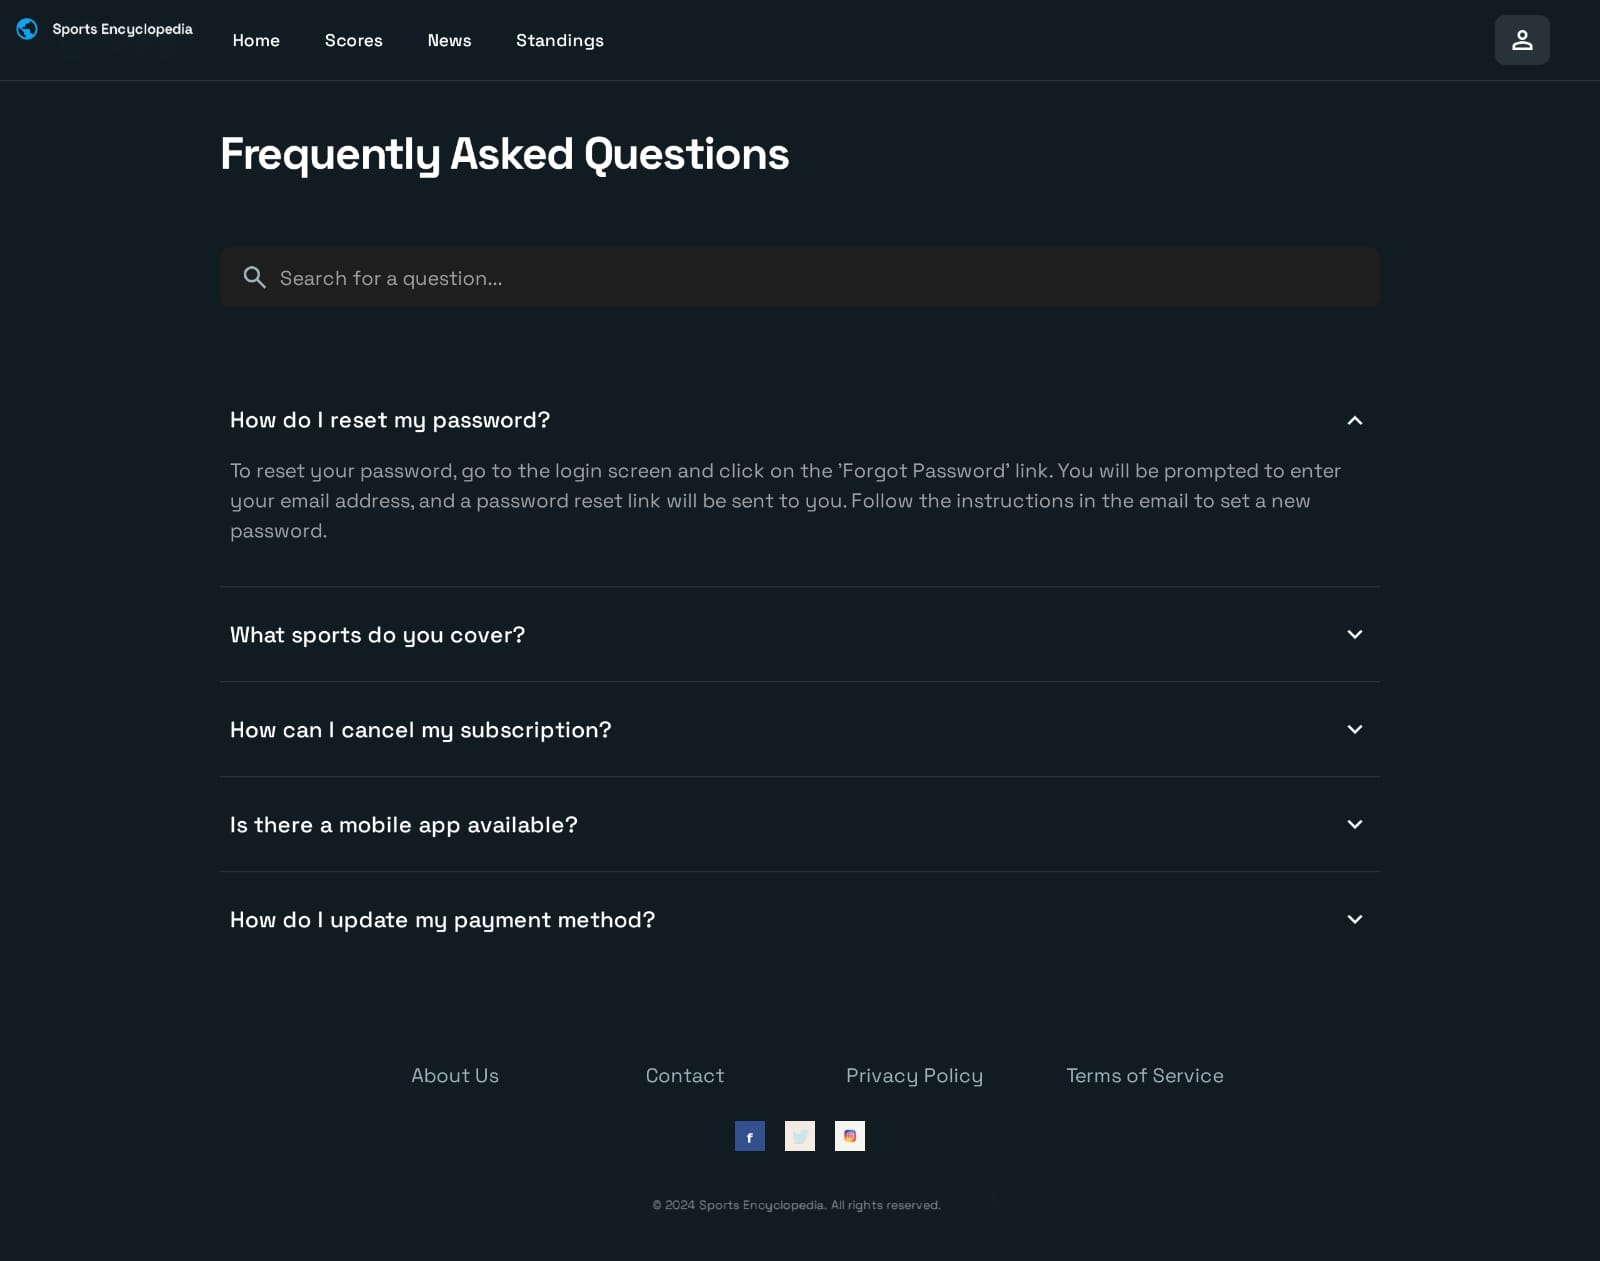 Sports Encyclopedia
Home
Scores
News
Standings
Frequently Asked Questions
Search for a question...
How do I reset my password?
To reset your password, go to the login screen and click on the 'Forgot Password' link. You will be prompted to enter
your email address, and a password reset link will be sent to you. Follow the instructions in the email to set a new
password.
What sports do you cover?
How can I cancel my subscription?
Is there a mobile app available?
How do I update my payment method?
About Us
Contact
Privacy Policy
Terms of Service
f
© 2024 Sports Encyclopedia. All rights reserved.